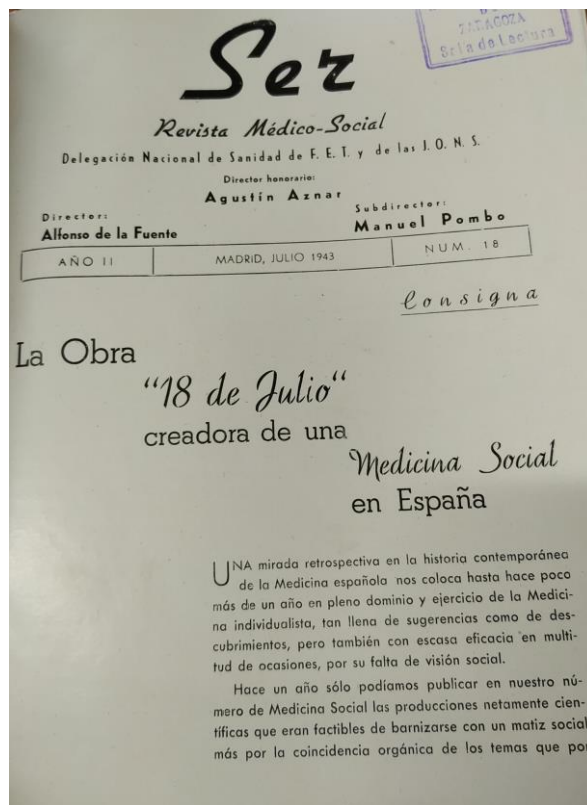 ZARAGOZA
Sría de Lectura
Ser
Revista Médico-Social
Delegación Nacional de Sanidad de F. E. T. y de las J. O. N. S.
Director honorario:
Agustín Aznar
Director:
Alfonso de la Fuente
Subdirector:
Manuel Pombo
AÑO II
MADRID, JULIO 1943
NUM. 18
Consigna
La Obra
"18 de Julio"
creadora de una
Medicina Social
en España
UNA mirada retrospectiva en la historia contemporánea
de la Medicina española nos coloca hasta hace poco
más de un año en pleno dominio y ejercicio de la Medici-
na individualista, tan llena de sugerencias como de des-
cubrimientos, pero también con escasa eficacia en multi-
tud de ocasiones, por su falta de visión social.
Hace un año sólo podíamos publicar en nuestro nú-
mero de Medicina Social las producciones netamente cien-
tíficas que eran factibles de barnizarse con un matiz social
más por la coincidencia orgánica de los temas que por